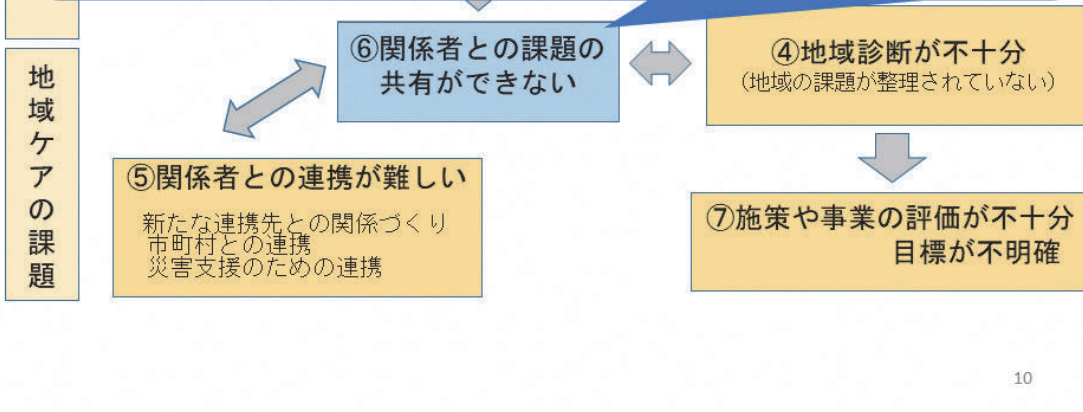 地域ケアの課題
⑥関係者との課題の
共有ができない
④地域診断が不十分
（地域の課題が整理されていない）
⑤関係者との連携が難しい
新たな連携先との関係づくり
市町村との連携
災害支援のための連携
⑦施策や事業の評価が不十分
目標が不明確
10